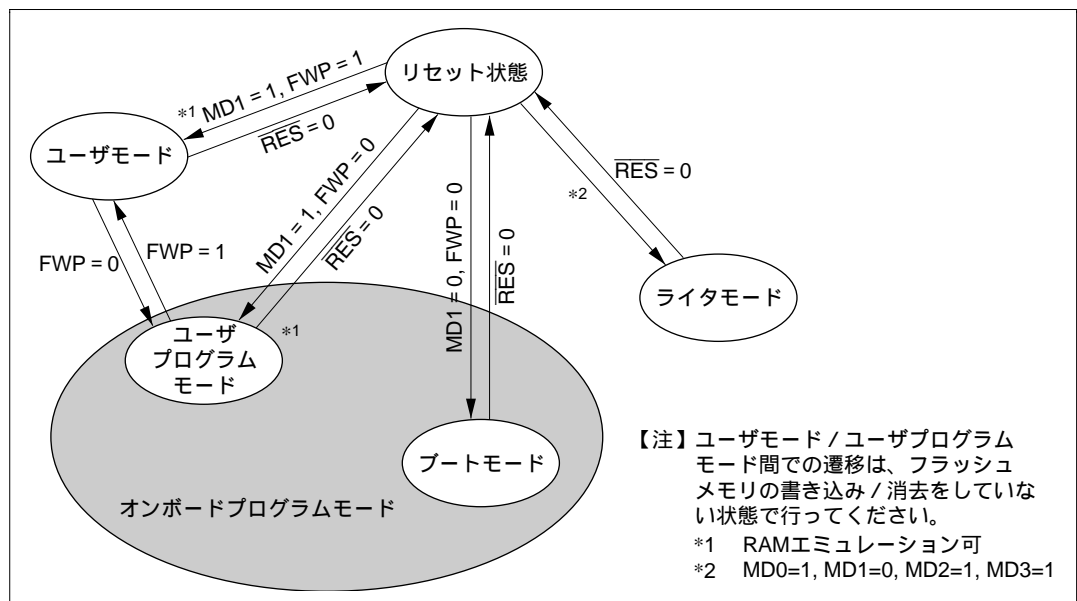 リセット状態
*1 MD1 = 1, FWP = 1
RES = 0
ユーザモード
MD1 = 1, FWP = 0
RES = 0
MD1 = 0, FWP = 0
RES = 0
*2
RES = 0
FWP = 0
FWP = 1
ライタモード
ユーザ
プログラム
モード
*1
ブートモード
オンボードプログラムモード
【注】ユーザモード / ユーザプログラム
モード間での遷移は、フラッシュ
メモリの書き込み / 消去をしていな
い状態で行ってください。
*1 RAMエミュレーション可
*2 MD0=1, MD1=0, MD2=1, MD3=1